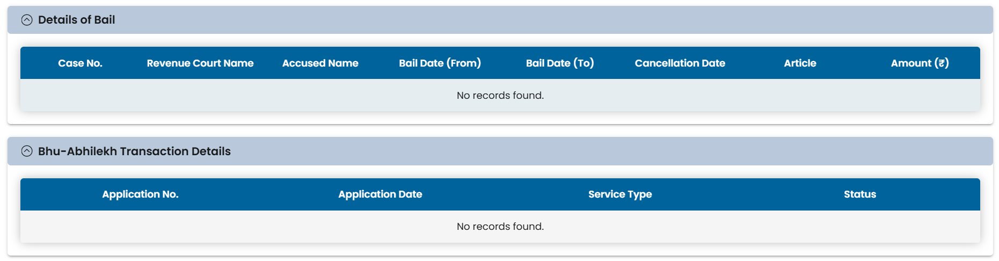 Details of Bail
Case No. Revenue Court Name Accused Name Bail Date (From) Bail Date (To) Cancellation Date Article Amount (₹)
No records found.
Bhu-Abhilekh Transaction Details
Application No. Application Date Service Type Status
No records found.